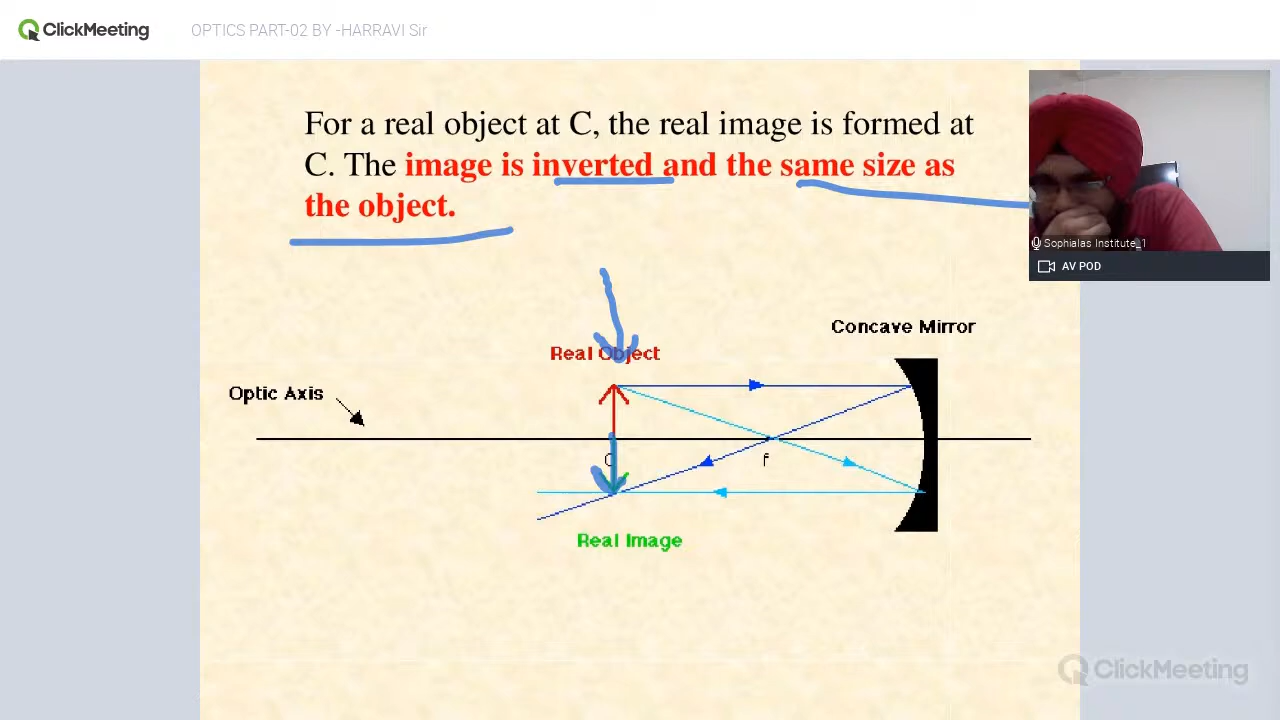 ClickMeeting
OPTICS PART-02 BY -HARRAVI Sir
For a real object at C, the real image is formed at
C. The image is inverted and the same size as
the object.
Sophialas Institute_1
AV POD
Concave Mirror
Real Object
Optic Axis
C
f
Real Image
ClickMeeting